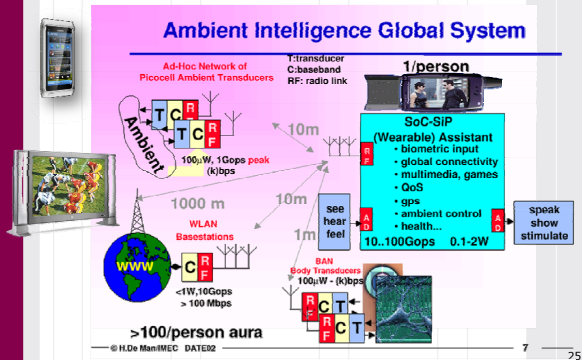 Ambient Intelligence Global System
Ad-Hoc Network of
Picocell Ambient Transducers
T:transducer
C:baseband
RF: radio link
1/person
Ambient
T C R F
T C R F
100µW, 1Gops peak
(k)bps
10m
SoC-SiP
(Wearable) Assistant
• biometric input
• global connectivity
• multimedia, games
• QoS
• gps
• ambient control
• health...
10..100Gops 0.1-2W
R F
A D
A D
see
hear
feel
speak
show
stimulate
1000 m
10m
1m
WLAN
Basestations
WWW
C R F
<1W,10Gops
> 100 Mbps
BAN
Body Transducers
100µW - (k)bps
R F C T
R F C T
>100/person aura
© H.De Man/IMEC DATE02
7
25